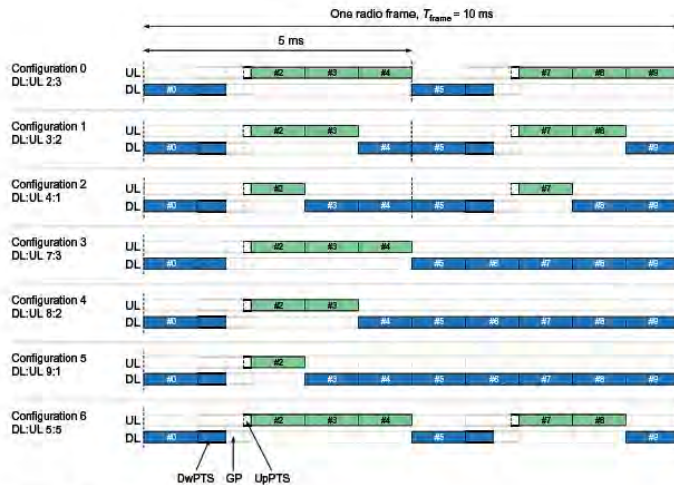 One radio frame, Tframe = 10 ms
5 ms
Configuration 0
DL:UL 2:3
UL #2 #3 #4 #7 #8 #9
DL #0 #5
Configuration 1
DL:UL 3:2
UL #2 #3 #7 #8
DL #0 #4 #5 #9
Configuration 2
DL:UL 4:1
UL #2 #7
DL #0 #3 #4 #5 #8 #9
Configuration 3
DL:UL 7:3
UL #2 #3 #4
DL #0 #5 #6 #7 #8 #9
Configuration 4
DL:UL 8:2
UL #2 #3
DL #0 #4 #5 #6 #7 #8 #9
Configuration 5
DL:UL 9:1
UL #2
DL #0 #3 #4 #5 #6 #7 #8 #9
Configuration 6
DL:UL 5:5
UL #2 #3 #4 #7 #8
DL #0 #5 #9
DwPTS GP UpPTS